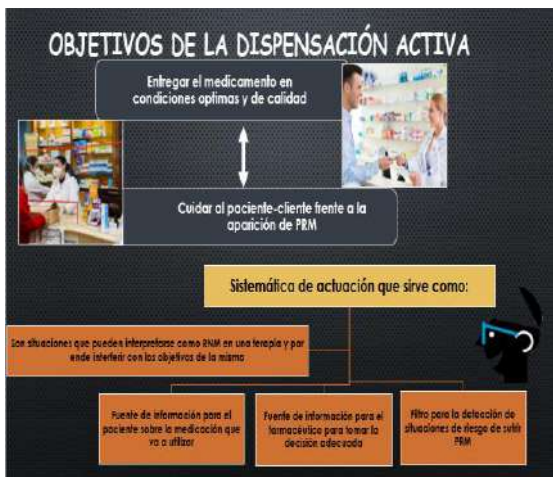 OBJETIVOS DE LA DISPENSACIÓN ACTIVA
Entregar el medicamento en
condiciones optimas y de calidad
Cuidar al paciente-cliente frente a la
aparición de PRM
Sistemática de actuación que sirve como:
Son situaciones que pueden interpretarse como RNM en una terapia y por
ende interferir con los objetivos de la misma
Fuente de información para el
paciente sobre la medicación que
va a utilizar
Fuente de información para el
farmacéutico para tomar la
decisión adecuada
Filtro para la detección de
situaciones de riesgo de sufrir
PRM